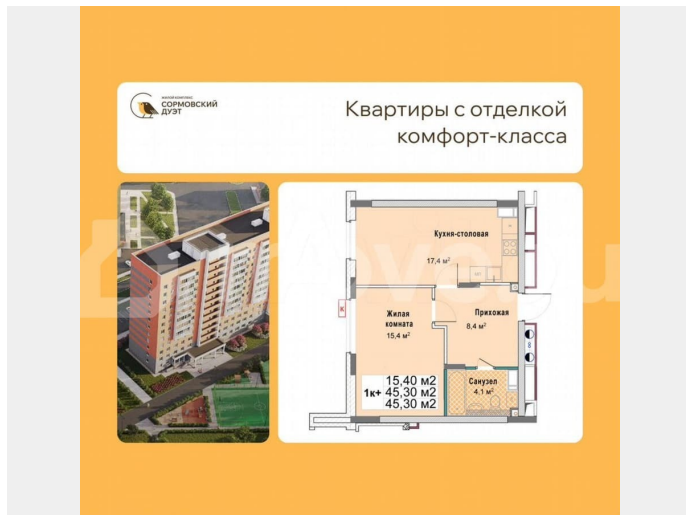 ЖИЛОЙ КОМПЛЕКС
СОРМОВСКИЙ
ДУЭТ
Квартиры с отделкой
комфорт-класса
Кухня-столовая
17,4 м²
Жилая
комната
15,4 м²
Прихожая
8,4 м²
Санузел
4.1 м²
15,40 м2
1к+ 45,30 м2
45,30 м2